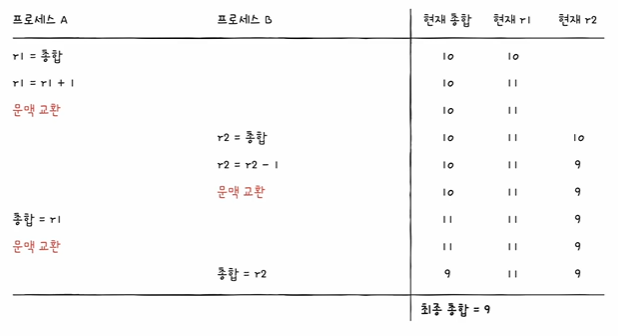 프로세스 A 프로세스 B 현재 총합 현재 r1 현재 r2
r1 = 총합 10 10
r1 = r1 + 1 10 11
문맥 교환 10 11
r2 = 총합 10 11 10
r2 = r2 - 1 10 11 9
문맥 교환 10 11 9
총합 = r1 11 11 9
문맥 교환 11 11 9
총합 = r2 9 11 9
최종 총합 = 9